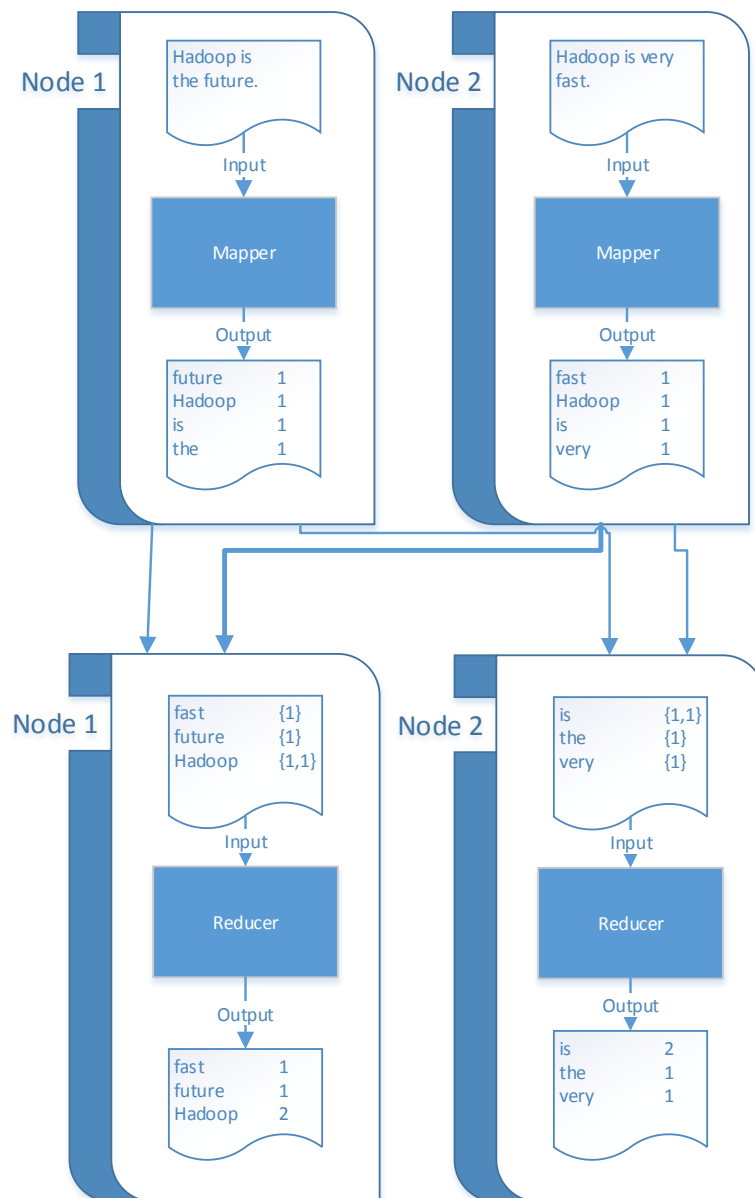 Node 1
Hadoop is
the future.
Input
Mapper
Output
future 1
Hadoop 1
is 1
the 1
Node 2
Hadoop is very
fast.
Input
Mapper
Output
fast 1
Hadoop 1
is 1
very 1
Node 1
fast {1}
future {1}
Hadoop {1,1}
Input
Reducer
Output
fast 1
future 1
Hadoop 2
Node 2
is {1,1}
the {1}
very {1}
Input
Reducer
Output
is 2
the 1
very 1